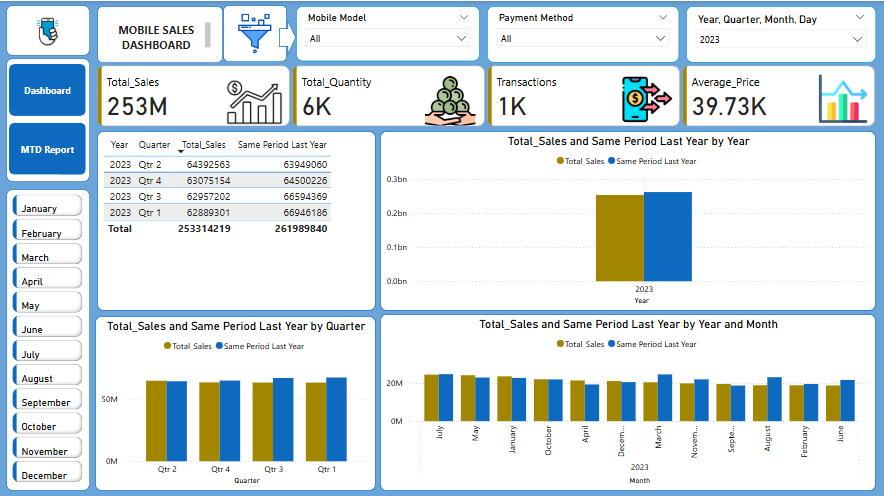 MOBILE SALES
DASHBOARD
Mobile Model
All
Payment Method
All
Year, Quarter, Month, Day
2023
Dashboard
MTD Report
January
February
March
April
May
June
July
August
September
October
November
December
Total_Sales
253M
Total_Quantity
6K
Transactions
1K
Average_Price
39.73K
Year Quarter Total_Sales Same Period Last Year
2023 Qtr 2 64392563 63949060
2023 Qtr 4 63075154 64500226
2023 Qtr 3 62957202 66594369
2023 Qtr 1 62889301 66946186
Total 253314219 261989840
Total_Sales and Same Period Last Year by Year
Total_Sales Same Period Last Year
0.3bn
0.2bn
0.1bn
0.0bn
2023
Year
Total_Sales and Same Period Last Year by Quarter
Total_Sales Same Period Last Year
50M
0M
Qtr 2 Qtr 4 Qtr 3 Qtr 1
Quarter
Total_Sales and Same Period Last Year by Year and Month
Total_Sales Same Period Last Year
20M
0M
July May January October April Decem... March Novem... Septe... August February June
2023
Month